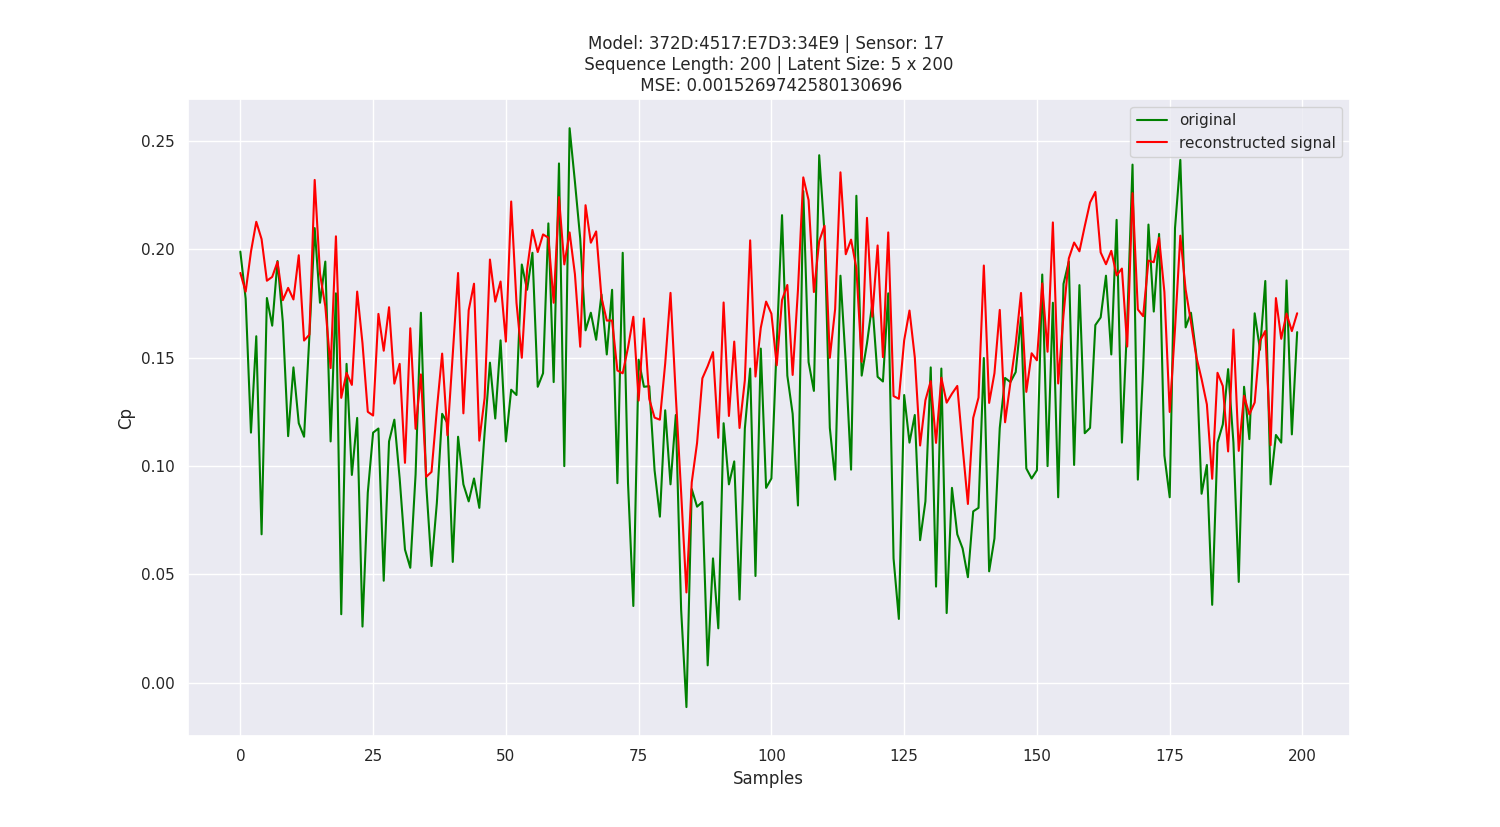 Model: 372D:4517:E7D3:34E9 | Sensor: 17
Sequence Length: 200 | Latent Size: 5 x 200
MSE: 0.0015269742580130696
original
reconstructed signal
0.25
0.20
0.15
0.10
0.05
0.00
Cp
0 25 50 75 100 125 150 175 200
Samples